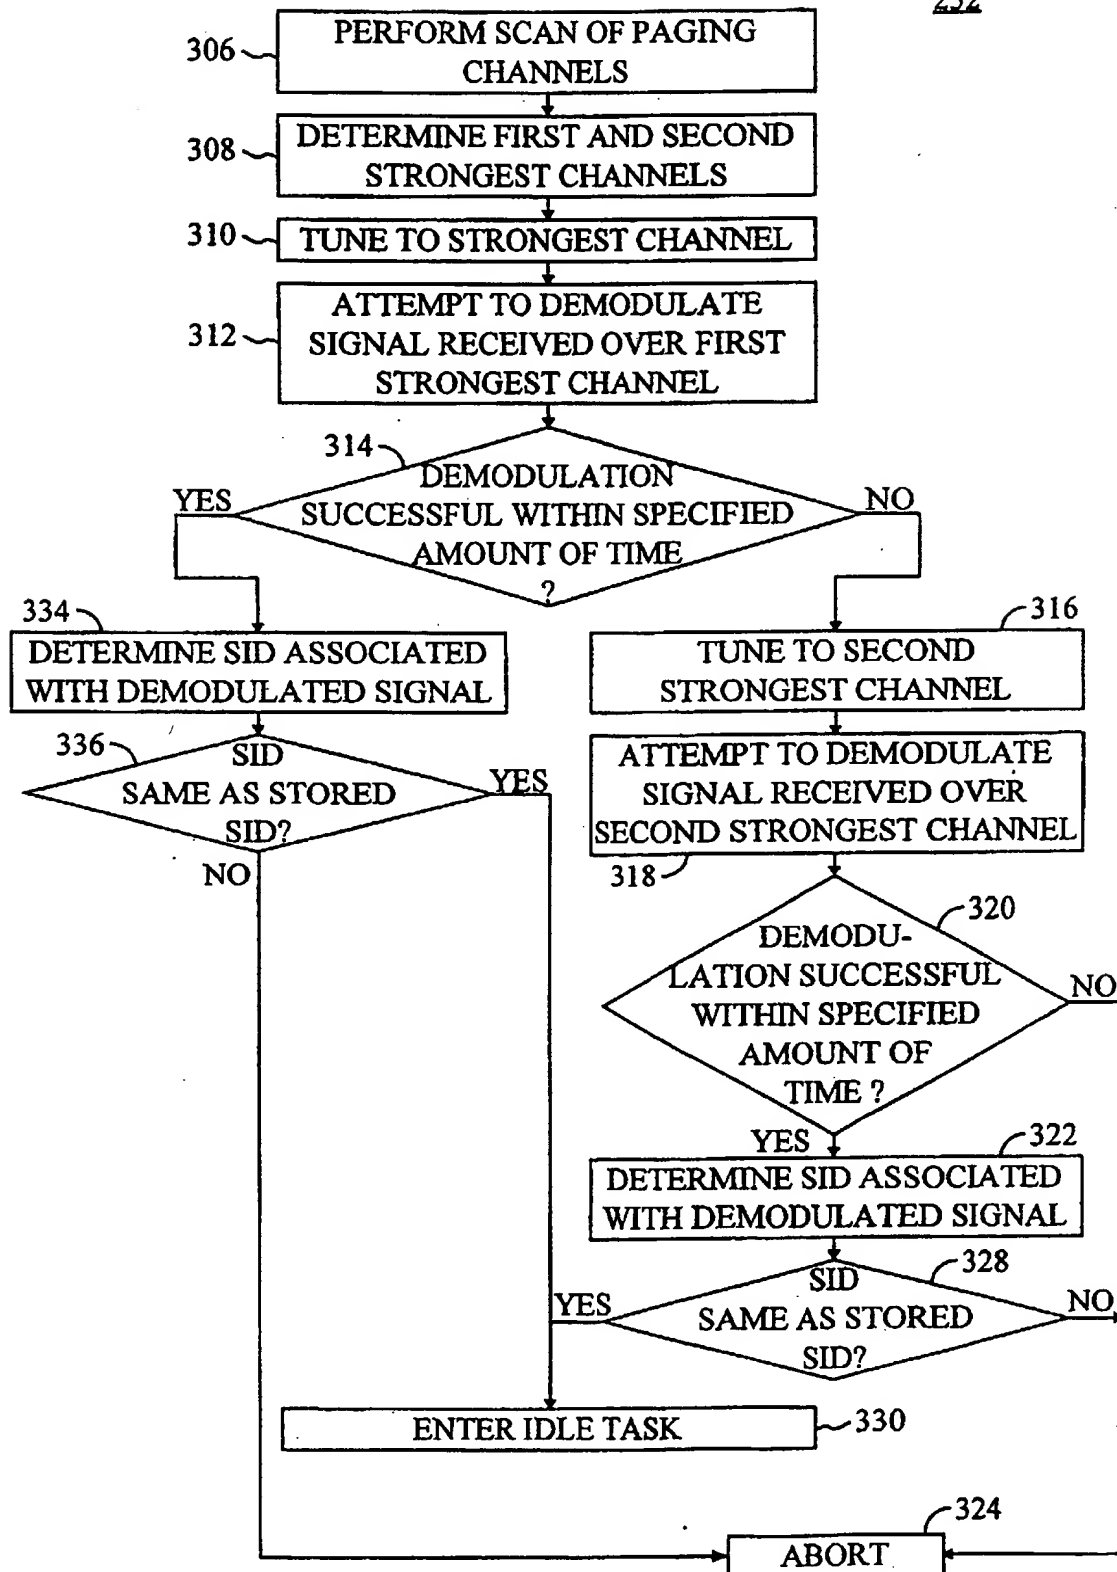 306
PERFORM SCAN OF PAGING
CHANNELS
308
DETERMINE FIRST AND SECOND
STRONGEST CHANNELS
310
TUNE TO STRONGEST CHANNEL
312
ATTEMPT TO DEMODULATE
SIGNAL RECEIVED OVER FIRST
STRONGEST CHANNEL
314
DEMODULATION
SUCCESSFUL WITHIN SPECIFIED
AMOUNT OF TIME
?
YES
NO
334
DETERMINE SID ASSOCIATED
WITH DEMODULATED SIGNAL
336
SID
SAME AS STORED
SID?
YES
NO
316
TUNE TO SECOND
STRONGEST CHANNEL
ATTEMPT TO DEMODULATE
SIGNAL RECEIVED OVER
SECOND STRONGEST CHANNEL
318
320
DEMODU-
LATION SUCCESSFUL
WITHIN SPECIFIED
AMOUNT OF
TIME ?
NO
YES
322
DETERMINE SID ASSOCIATED
WITH DEMODULATED SIGNAL
328
SID
SAME AS STORED
SID?
YES
NO
ENTER IDLE TASK
330
324
ABORT